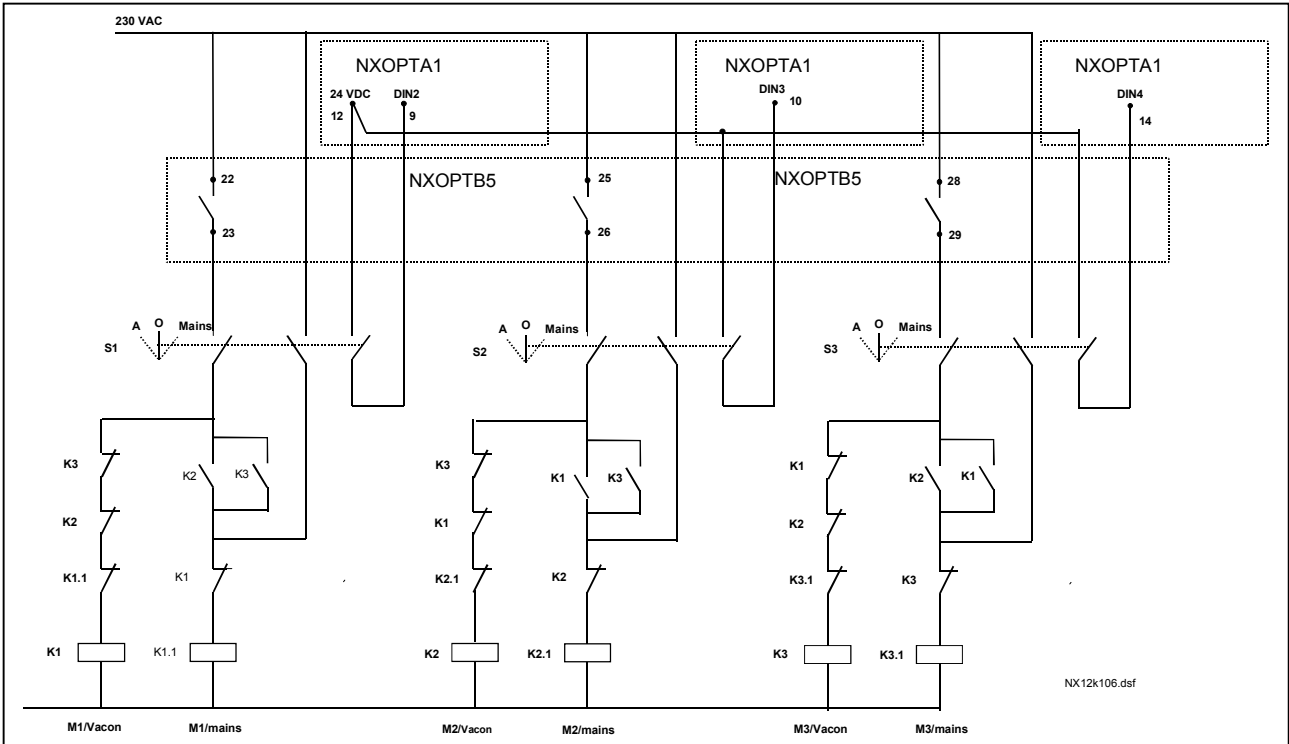 230 VAC
NXOPTA1 NXOPTA1 NXOPTA1
24 VDC DIN2 DIN3 DIN4
12 9 10 14
22 NXOPTB5 25 NXOPTB5 28
23 26 29
A O Mains A O Mains A O Mains
S1 S2 S3
K3 K2 K3 K3 K1 K3 K1 K2 K1
K2 K1 K2
K1.1 K1 K2.1 K2 K3.1 K3
K1 K1.1 K2 K2.1 K3 K3.1
NX12k106.dsf
M1/Vacon M1/mains M2/Vacon M2/mains M3/Vacon M3/mains